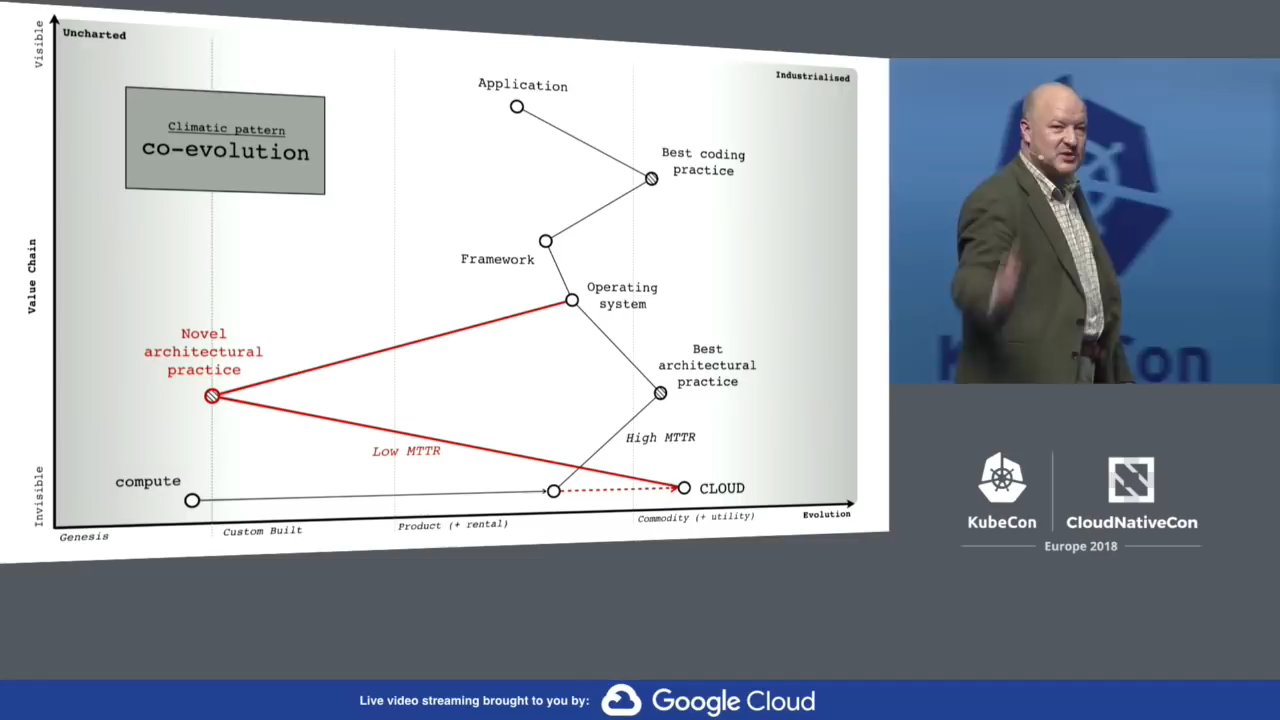 Visible
Uncharted
Industrialised
Climatic pattern
co-evolution
Application
Best coding
practice
Framework
Operating
system
Value Chain
Novel
architectural
practice
Best
architectural
practice
High MTTR
Low MTTR
compute
CLOUD
Invisible
Genesis
Custom Built
Product (+ rental)
Commodity (+ utility)
Evolution
KubeCon
CloudNativeCon
Europe 2018
Live video streaming brought to you by:
Google Cloud